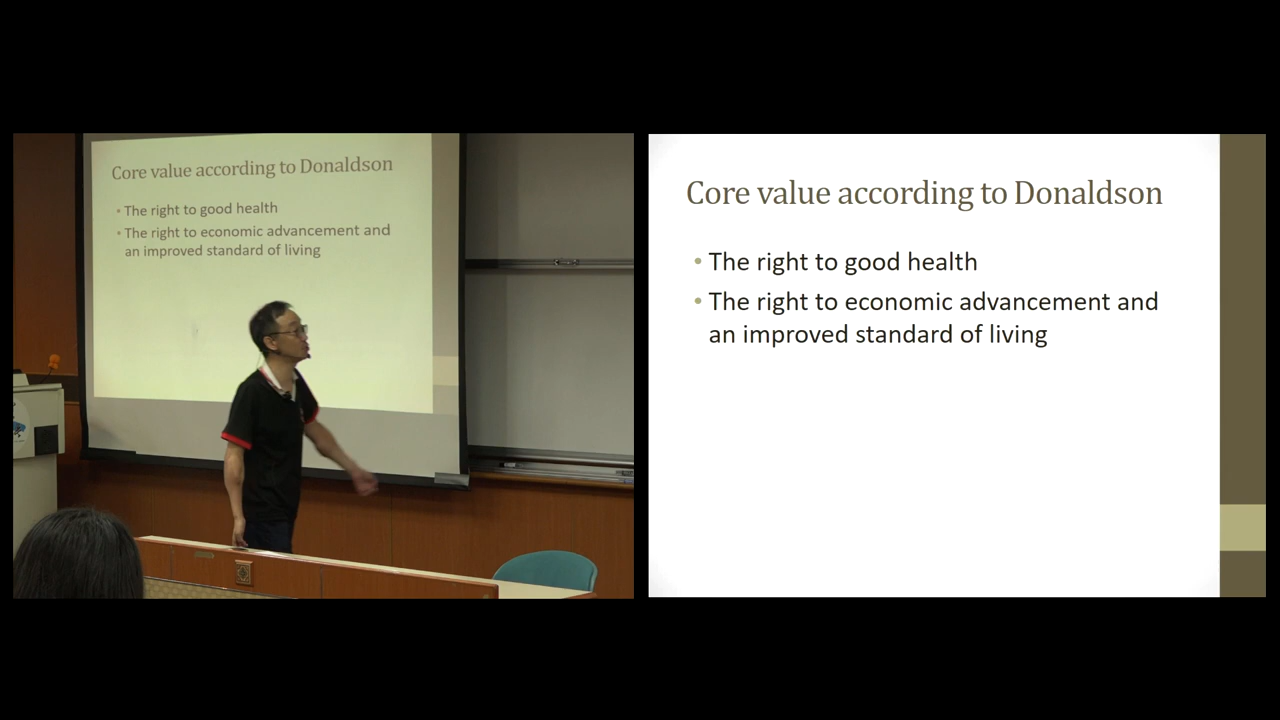 Core value according to Donaldson
• The right to good health
• The right to economic advancement and
an improved standard of living
Core value according to Donaldson
• The right to good health
• The right to economic advancement and
an improved standard of living